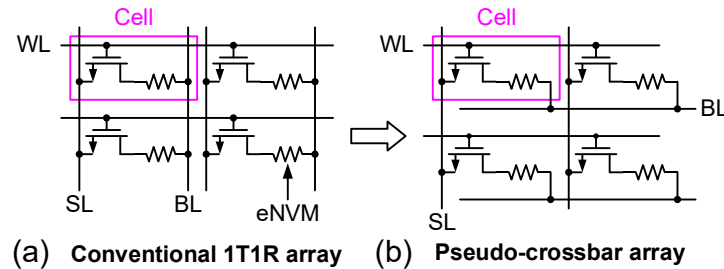 Cell
WL
SL
BL
eNVM
(a) Conventional 1T1R array
Cell
WL
BL
SL
(b) Pseudo-crossbar array